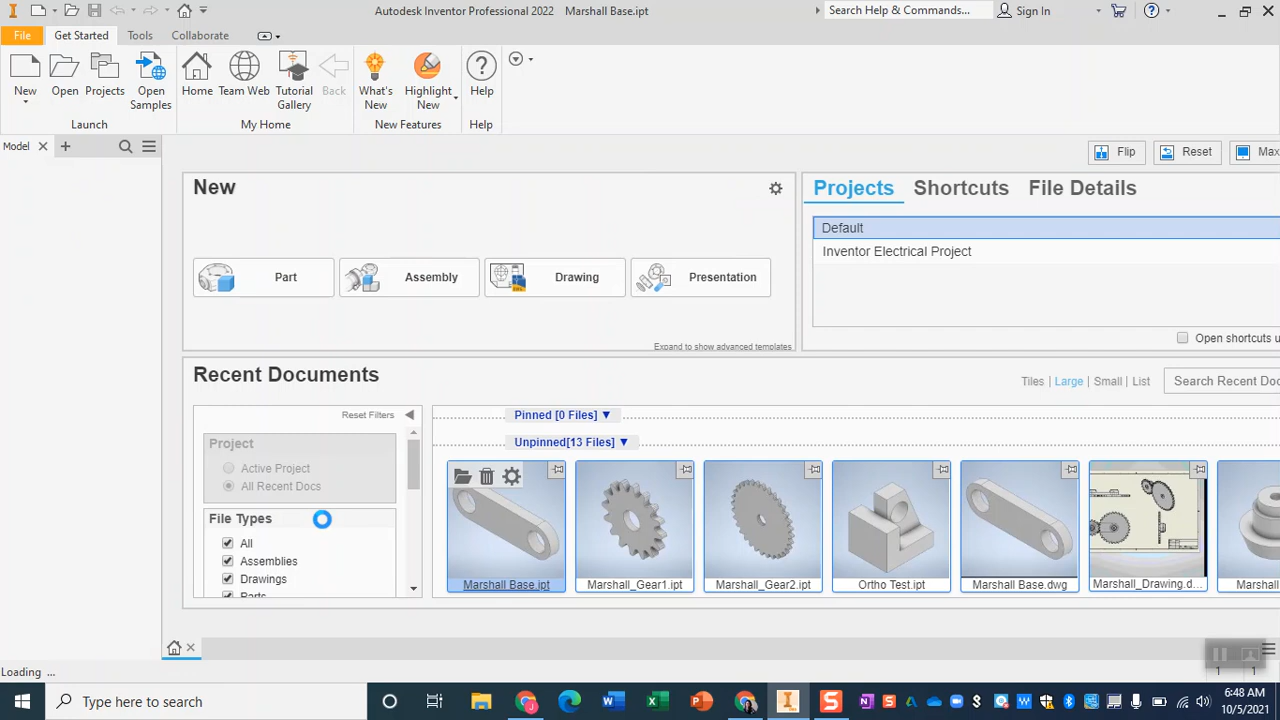 Autodesk Inventor Professional 2022 Marshall Base.ipt Search Help & Commands... Sign In
File Get Started Tools Collaborate
New Open Projects Open Samples Home Team Web Tutorial Gallery Back What's New Highlight New Help
Launch My Home New Features Help
Model
Flip Reset Max
New
Projects Shortcuts File Details
Default
Inventor Electrical Project
Part Assembly Drawing Presentation
Open shortcuts u
Expand to show advanced templates
Recent Documents
Tiles Large Small List Search Recent Doc
Reset Filters
Pinned [0 Files]
Project
Unpinned[13 Files]
Active Project
All Recent Docs
File Types
All
Assemblies
Drawings
Parts
Marshall Base.ipt Marshall_Gear1.ipt Marshall_Gear2.ipt Ortho Test.ipt Marshall Base.dwg Marshall_Drawing.d... Marshall
Loading ... 1 1
Type here to search
6:48 AM
10/5/2021